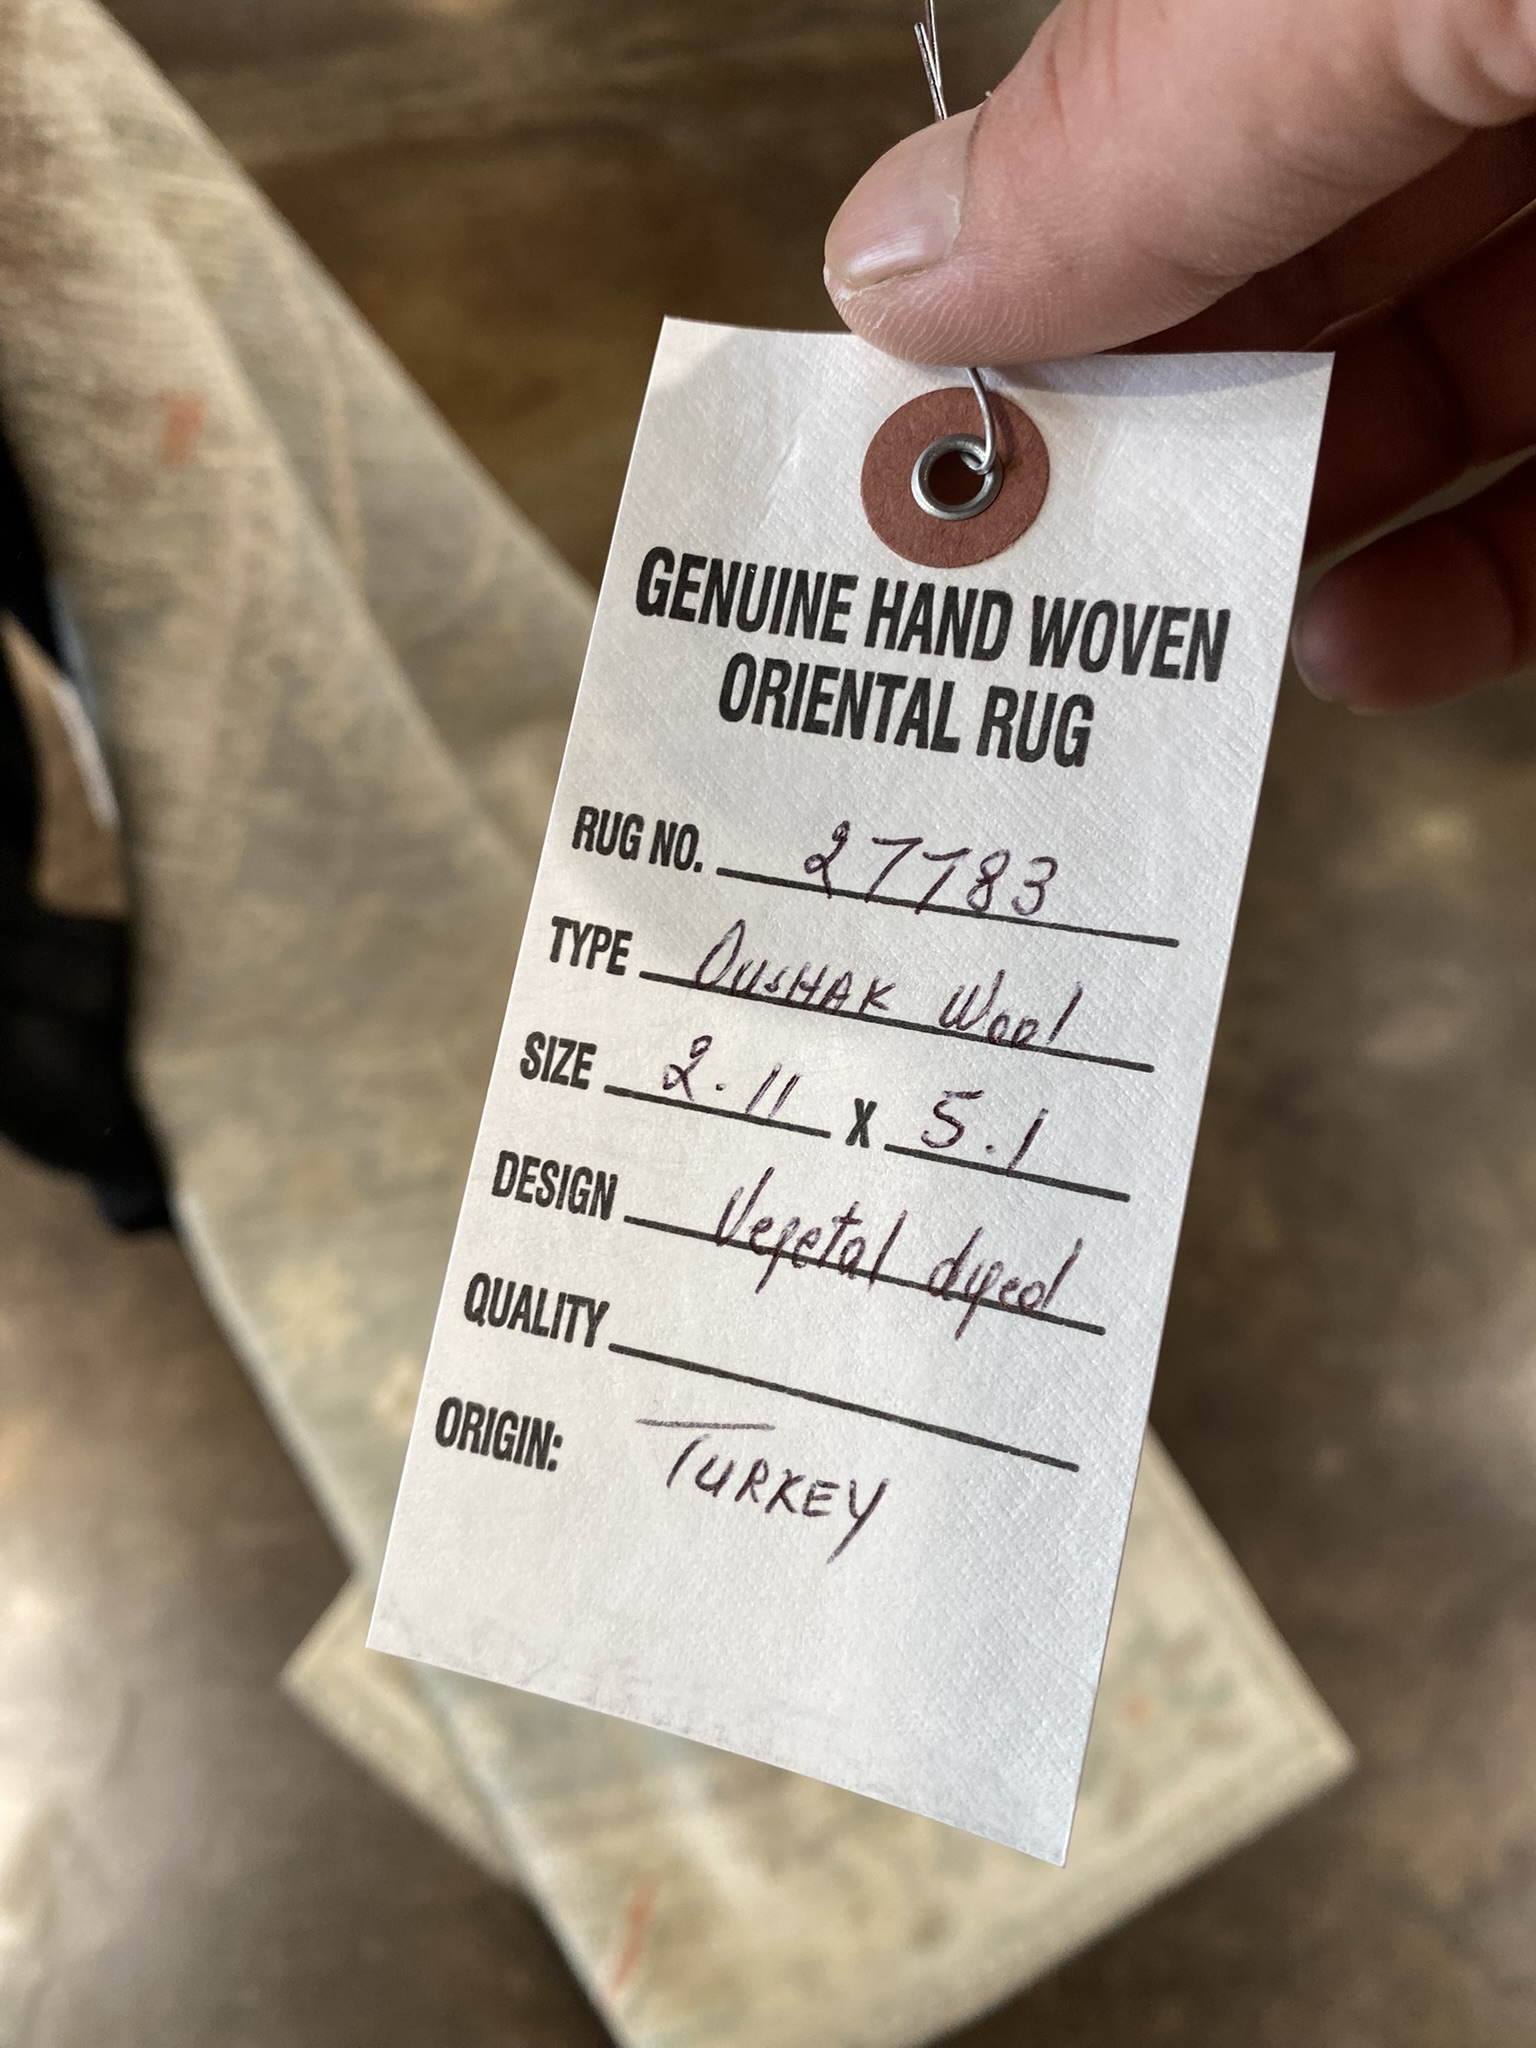 GENUINE HAND WOVEN
ORIENTAL RUG
RUG NO. 27783
TYPE OUSHAK Wool
SIZE 2.11 X 5.1
DESIGN Vegetal dyed
QUALITY
ORIGIN: TURKEY